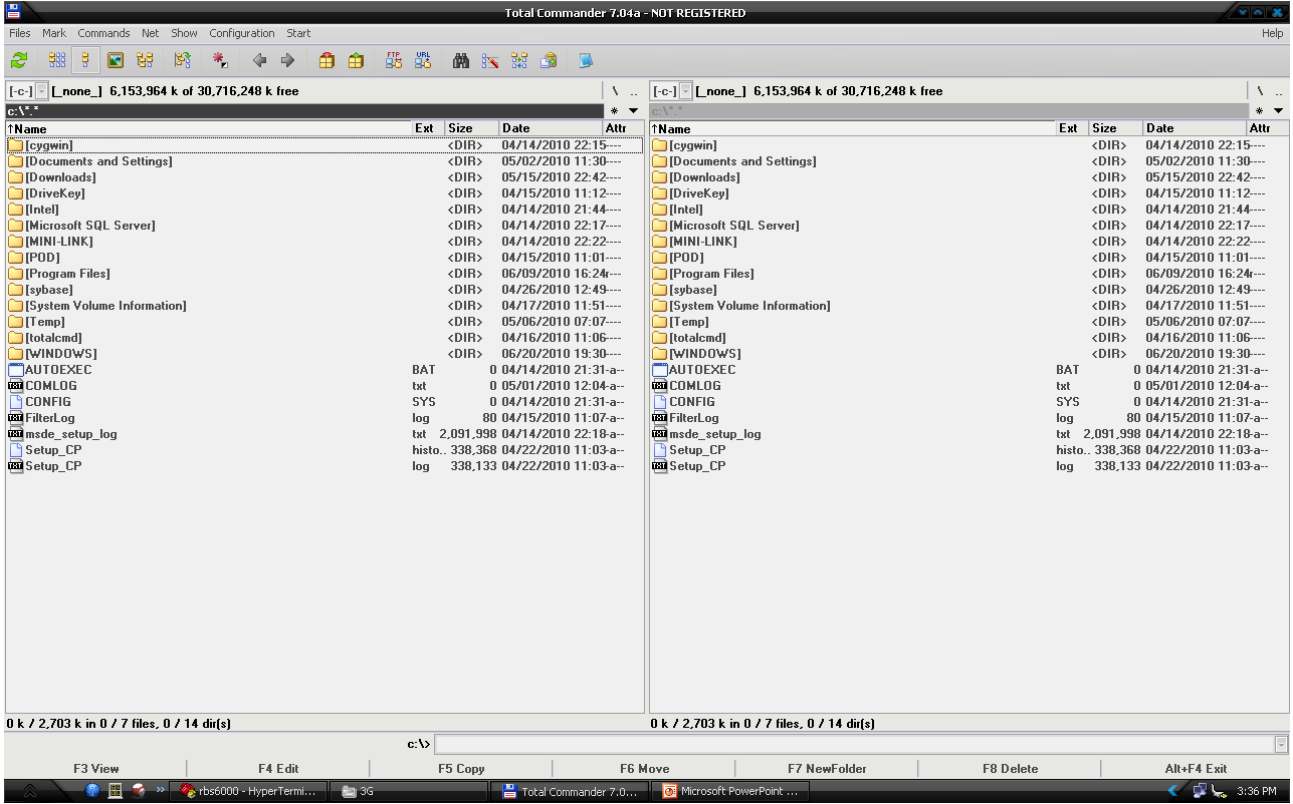 Total Commander 7.04a - NOT REGISTERED
Files Mark Commands Net Show Configuration Start Help
FTP URL
[-c-] [_none_] 6,153,964 k of 30,716,248 k free \ .. [-c-] [_none_] 6,153,964 k of 30,716,248 k free \ ..
c:\*.* * ▼ c:\*.* * ▼
↑Name Ext Size Date Attr ↑Name Ext Size Date Attr
[cygwin] <DIR> 04/14/2010 22:15---- [cygwin] <DIR> 04/14/2010 22:15----
[Documents and Settings] <DIR> 05/02/2010 11:30---- [Documents and Settings] <DIR> 05/02/2010 11:30----
[Downloads] <DIR> 05/15/2010 22:42---- [Downloads] <DIR> 05/15/2010 22:42----
[DriveKey] <DIR> 04/15/2010 11:12---- [DriveKey] <DIR> 04/15/2010 11:12----
[Intel] <DIR> 04/14/2010 21:44---- [Intel] <DIR> 04/14/2010 21:44----
[Microsoft SQL Server] <DIR> 04/14/2010 22:17---- [Microsoft SQL Server] <DIR> 04/14/2010 22:17----
[MINI-LINK] <DIR> 04/14/2010 22:22---- [MINI-LINK] <DIR> 04/14/2010 22:22----
[POD] <DIR> 04/15/2010 11:01---- [POD] <DIR> 04/15/2010 11:01----
[Program Files] <DIR> 06/09/2010 16:24r--- [Program Files] <DIR> 06/09/2010 16:24r---
[sybase] <DIR> 04/26/2010 12:49---- [sybase] <DIR> 04/26/2010 12:49----
[System Volume Information] <DIR> 04/17/2010 11:51---- [System Volume Information] <DIR> 04/17/2010 11:51----
[Temp] <DIR> 05/06/2010 07:07---- [Temp] <DIR> 05/06/2010 07:07----
[totalcmd] <DIR> 04/16/2010 11:06---- [totalcmd] <DIR> 04/16/2010 11:06----
[WINDOWS] <DIR> 06/20/2010 19:30---- [WINDOWS] <DIR> 06/20/2010 19:30----
AUTOEXEC BAT 0 04/14/2010 21:31-a-- AUTOEXEC BAT 0 04/14/2010 21:31-a--
COMLOG txt 0 05/01/2010 12:04-a-- COMLOG txt 0 05/01/2010 12:04-a--
CONFIG SYS 0 04/14/2010 21:31-a-- CONFIG SYS 0 04/14/2010 21:31-a--
FilterLog log 80 04/15/2010 11:07-a-- FilterLog log 80 04/15/2010 11:07-a--
msde_setup_log txt 2,091,998 04/14/2010 22:18-a-- msde_setup_log txt 2,091,998 04/14/2010 22:18-a--
Setup_CP histo.. 338,368 04/22/2010 11:03-a-- Setup_CP histo.. 338,368 04/22/2010 11:03-a--
Setup_CP log 338,133 04/22/2010 11:03-a-- Setup_CP log 338,133 04/22/2010 11:03-a--
0 k / 2,703 k in 0 / 7 files, 0 / 14 dir(s) 0 k / 2,703 k in 0 / 7 files, 0 / 14 dir(s)
c:\>
F3 View F4 Edit F5 Copy F6 Move F7 NewFolder F8 Delete Alt+F4 Exit
» rbs6000 - HyperTermi... 3G Total Commander 7.0... Microsoft PowerPoint ... 3:36 PM